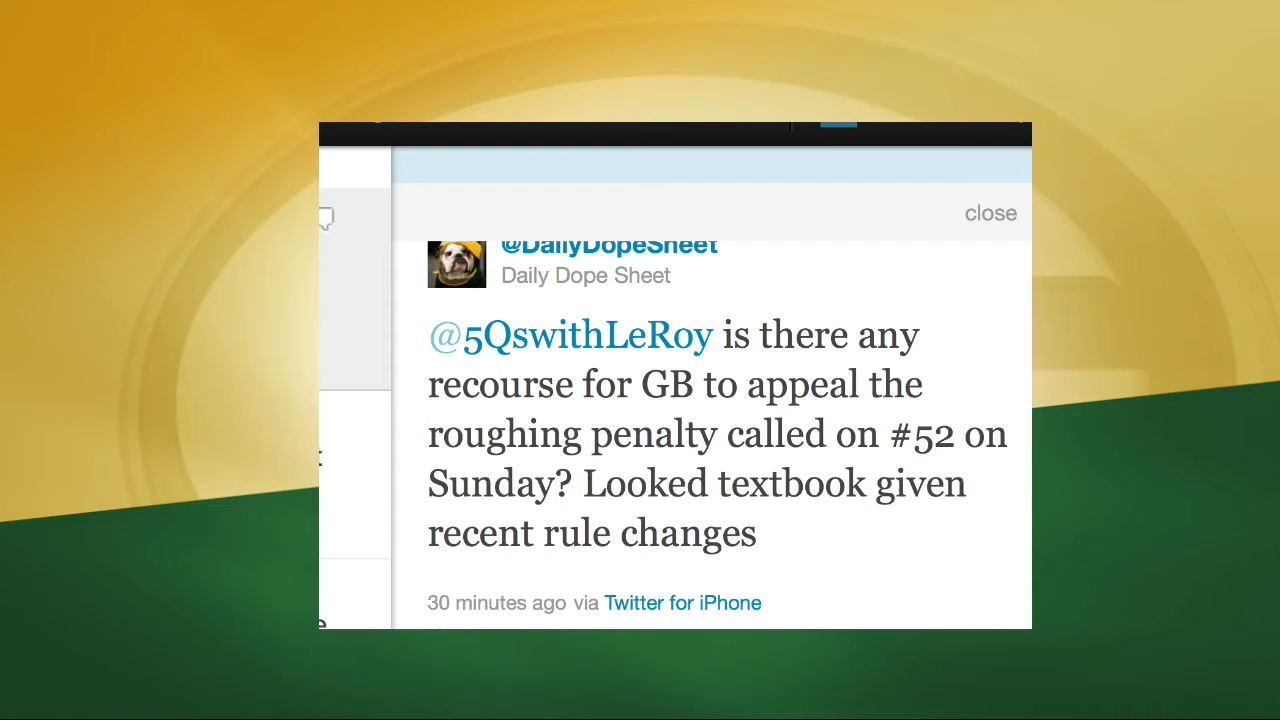 close
@DailyDopeSheet
Daily Dope Sheet
@5QswithLeRoy is there any
recourse for GB to appeal the
roughing penalty called on #52 on
Sunday? Looked textbook given
recent rule changes
30 minutes ago via Twitter for iPhone